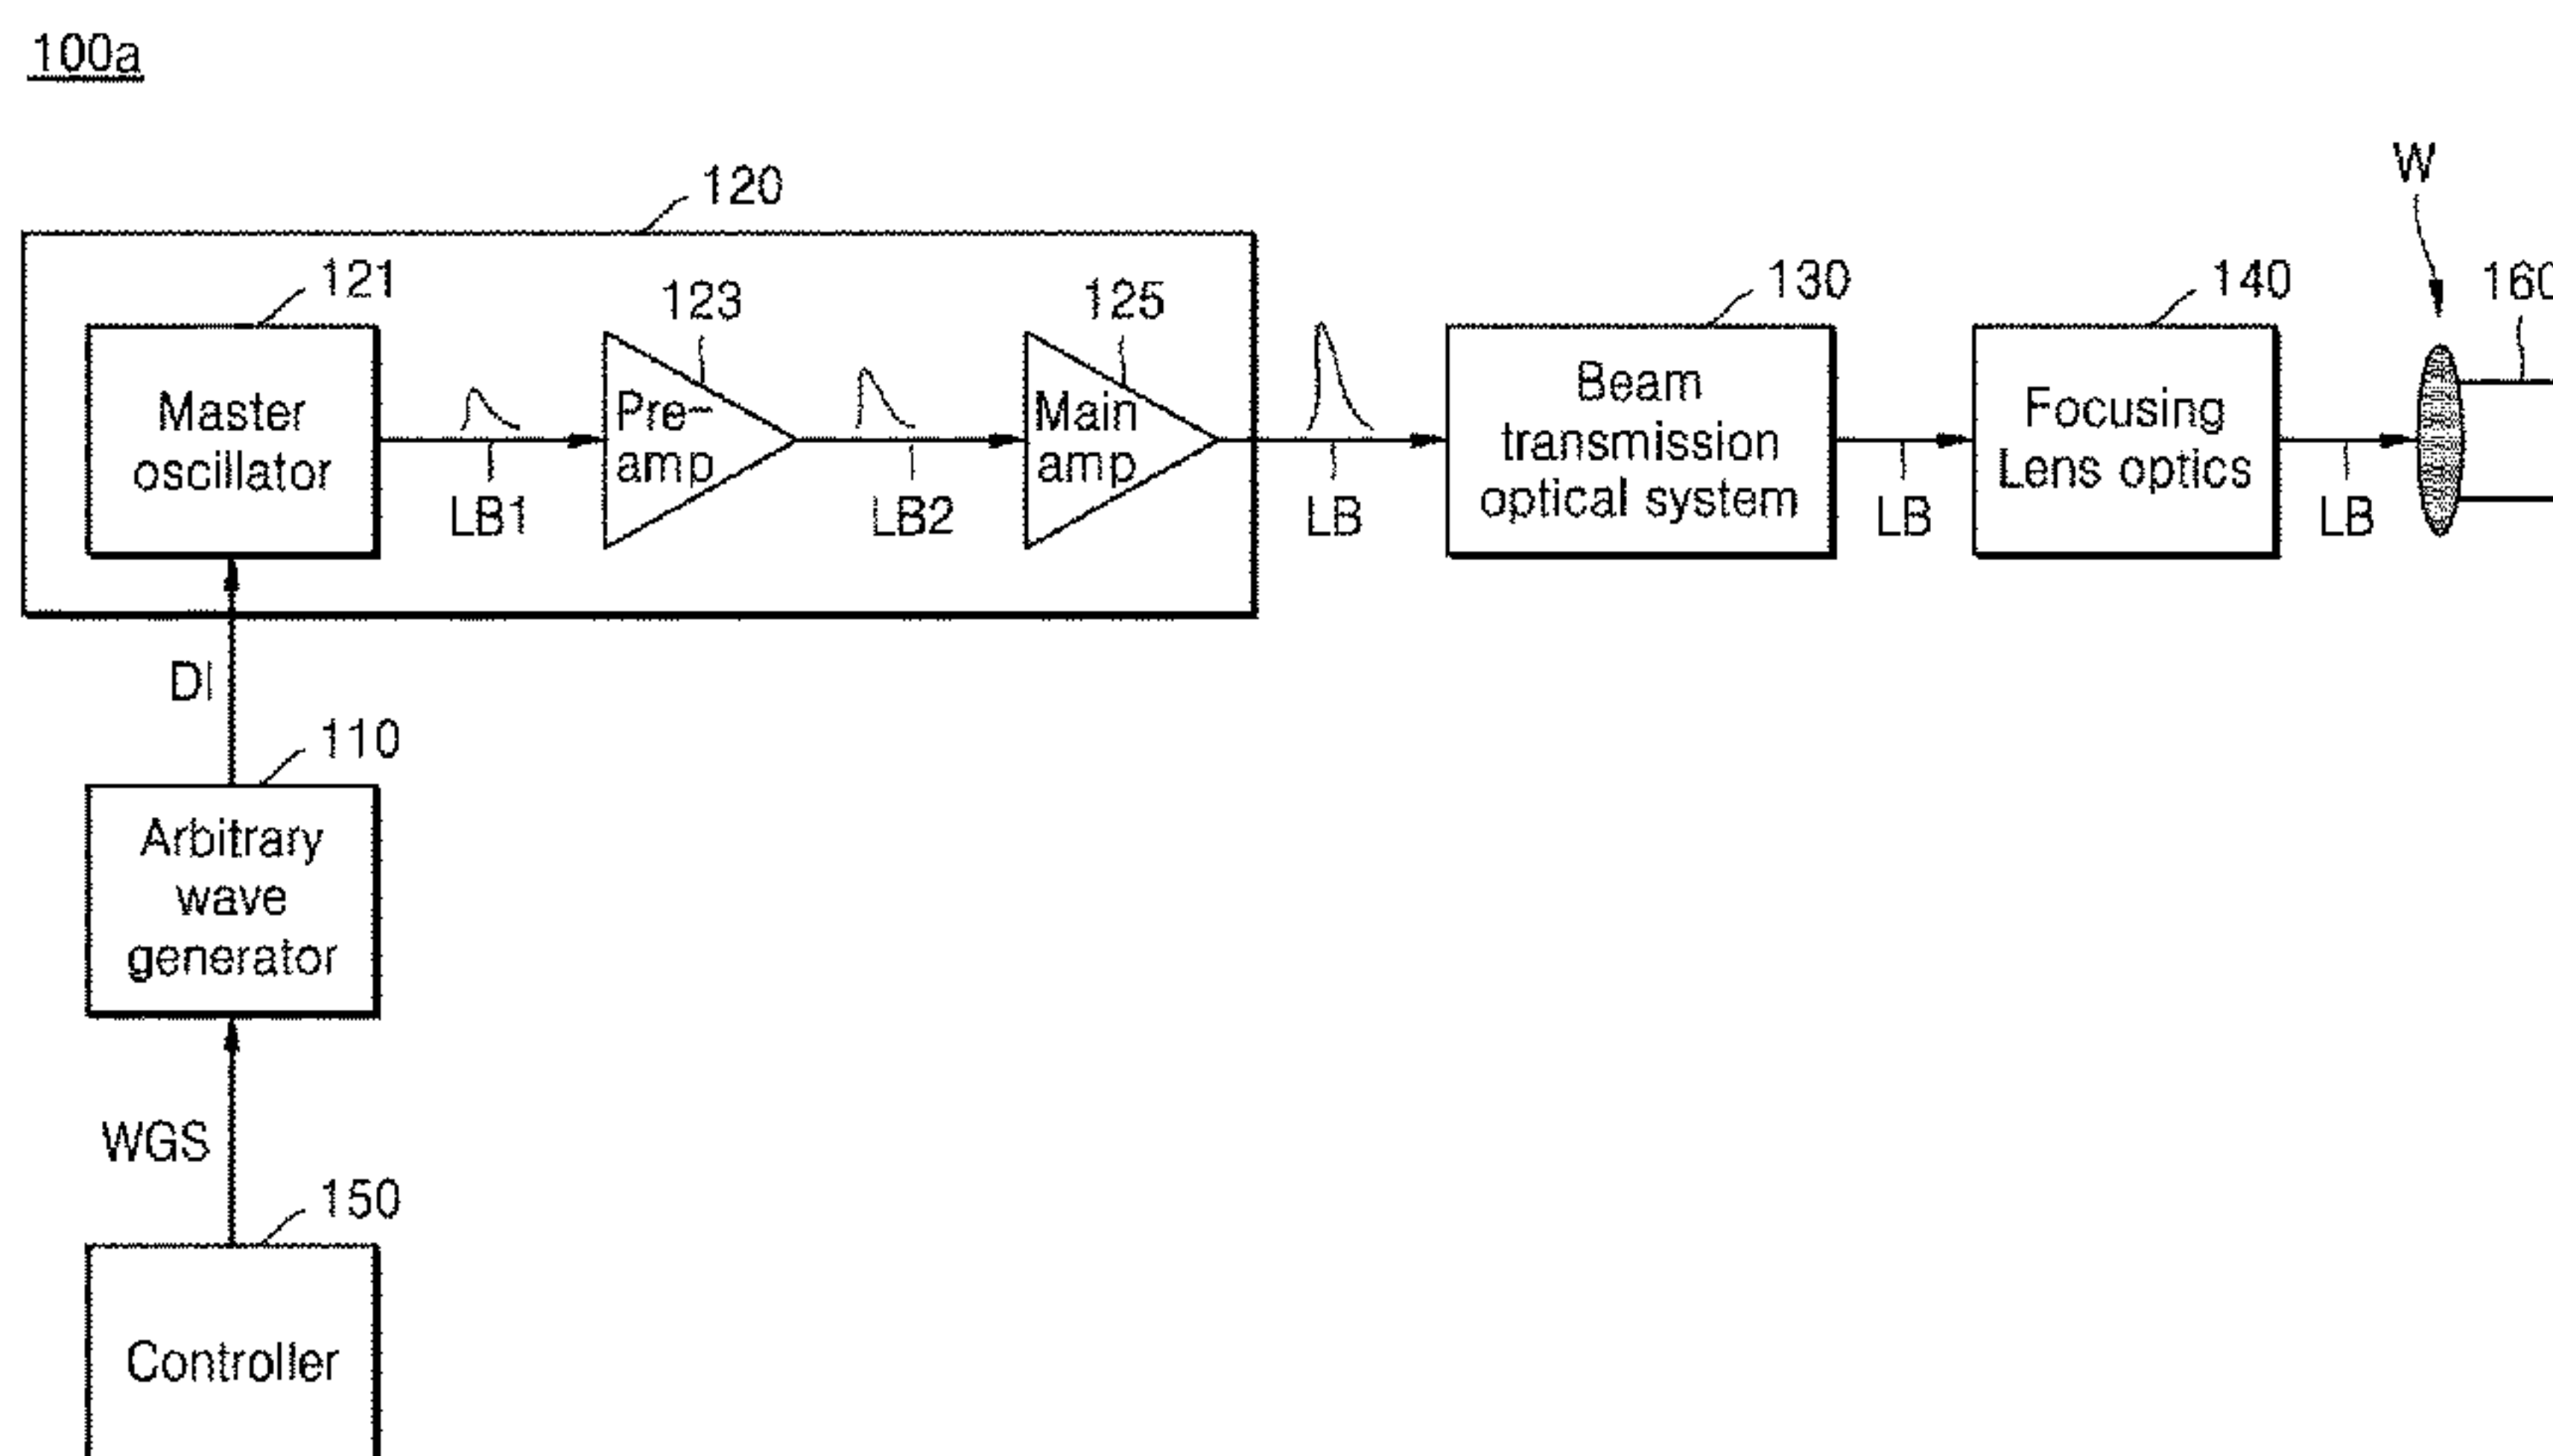 100a
120
W
121
123
125
130
140
160
Master
oscillator
Pre-
amp
Main
amp
Beam
transmission
optical system
Focusing
Lens optics
LB1
LB2
LB
LB
LB
DI
110
Arbitrary
wave
generator
WGS
150
Controller